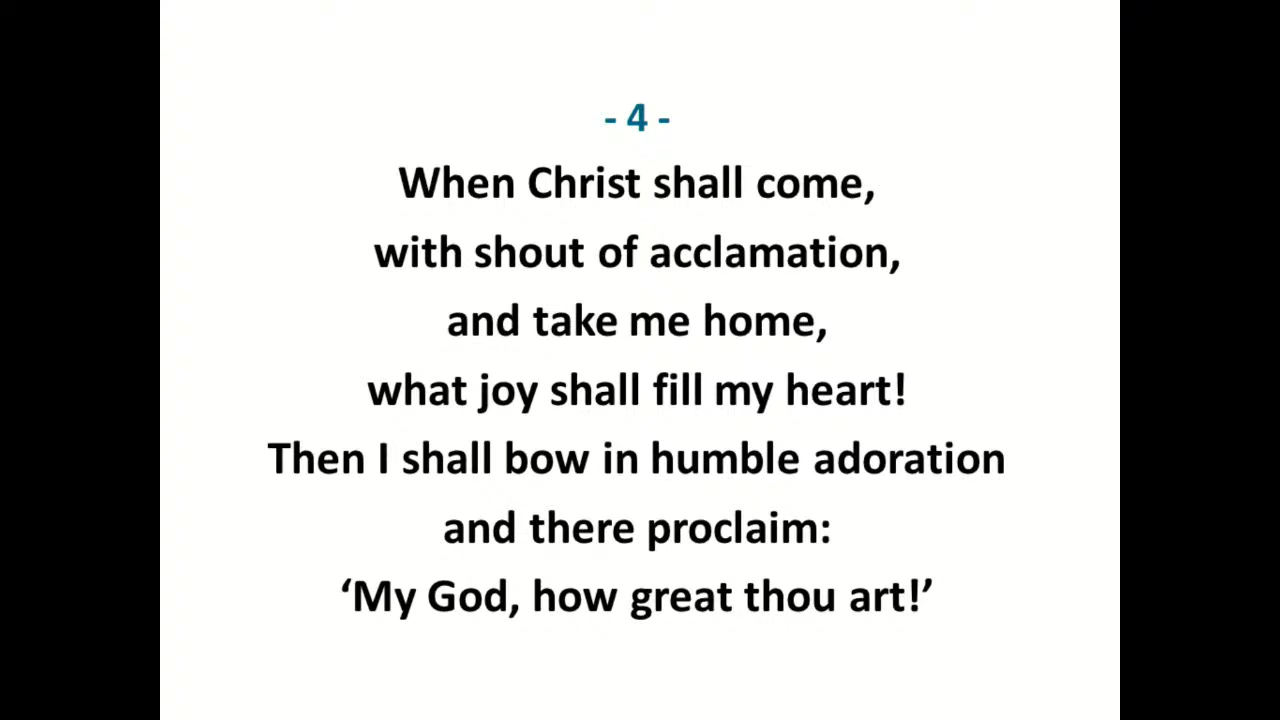 - 4 -
When Christ shall come,
with shout of acclamation,
and take me home,
what joy shall fill my heart!
Then I shall bow in humble adoration
and there proclaim:
‘My God, how great thou art!’